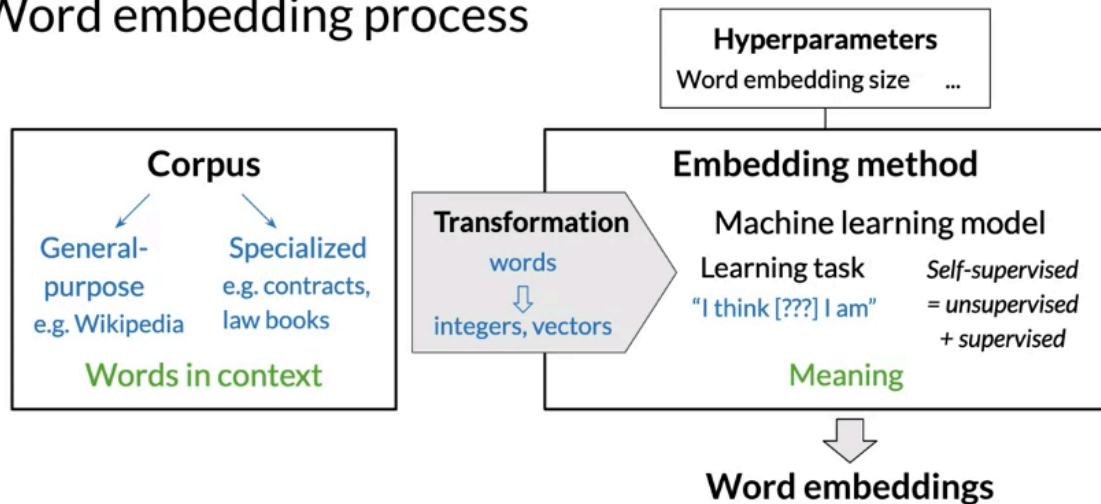 Word embedding process
Hyperparameters
Word embedding size ...
Corpus
General-
purpose
e.g. Wikipedia
Specialized
e.g. contracts,
law books
Words in context
Transformation
words
integers, vectors
Embedding method
Machine learning model
Learning task
“I think [???] I am”
Self-supervised
= unsupervised
+ supervised
Meaning
Word embeddings